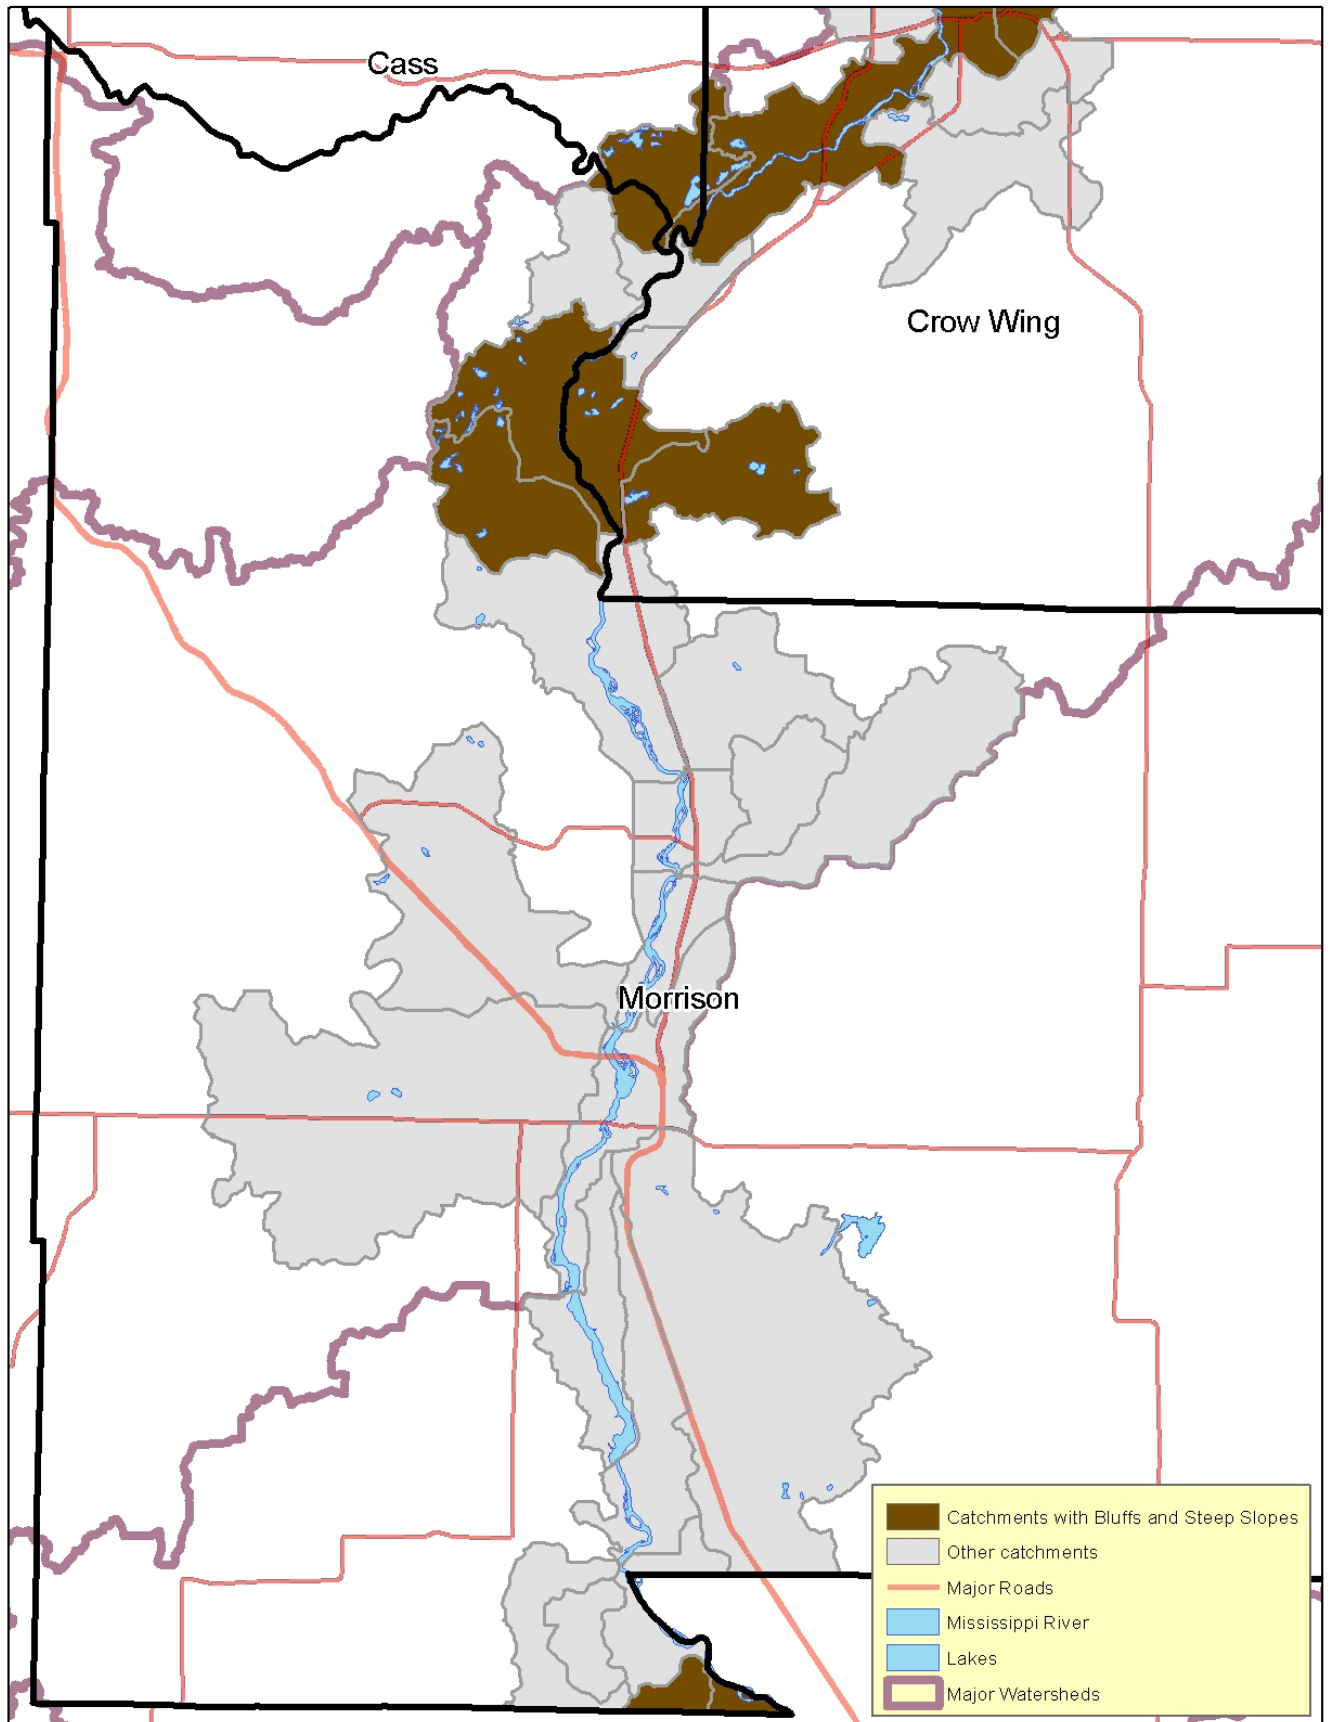 Cass
Crow Wing
Morrison
Catchments with Bluffs and Steep Slopes
Other catchments
Major Roads
Mississippi River
Lakes
Major Watersheds